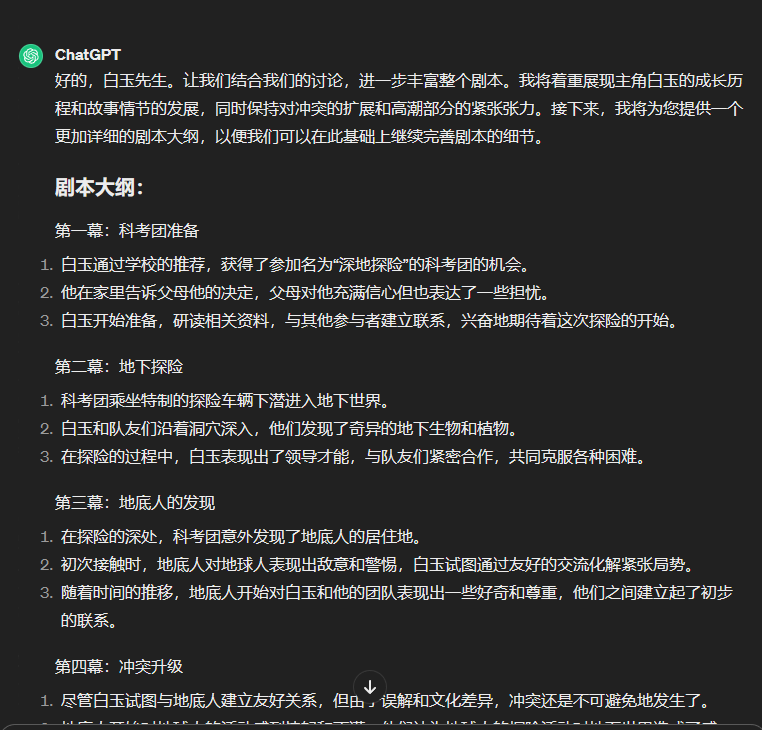 ChatGPT
好的，白玉先生。让我们结合我们的讨论，进一步丰富整个剧本。我将着重展现主角白玉的成长历
程和故事情节的发展，同时保持对冲突的扩展和高潮部分的紧张张力。接下来，我将为您提供一个
更加详细的剧本大纲，以便我们可以在此基础上继续完善剧本的细节。
剧本大纲：
第一幕：科考团准备
1. 白玉通过学校的推荐，获得了参加名为“深地探险”的科考团的机会。
2. 他在家里告诉父母他的决定，父母对他充满信心但也表达了一些担忧。
3. 白玉开始准备，研读相关资料，与其他参与者建立联系，兴奋地期待着这次探险的开始。
第二幕：地下探险
1. 科考团乘坐特制的探险车辆下潜进入地下世界。
2. 白玉和队友们沿着洞穴深入，他们发现了奇异的地下生物和植物。
3. 在探险的过程中，白玉表现出了领导才能，与队友们紧密合作，共同克服各种困难。
第三幕：地底人的发现
1. 在探险的深处，科考团意外发现了地底人的居住地。
2. 初次接触时，地底人对地球人表现出敌意和警惕，白玉试图通过友好的交流化解紧张局势。
3. 随着时间的推移，地底人开始对白玉和他的团队表现出一些好奇和尊重，他们之间建立起了初步
的联系。
第四幕：冲突升级
1. 尽管白玉试图与地底人建立友好关系，但由于误解和文化差异，冲突还是不可避免地发生了。